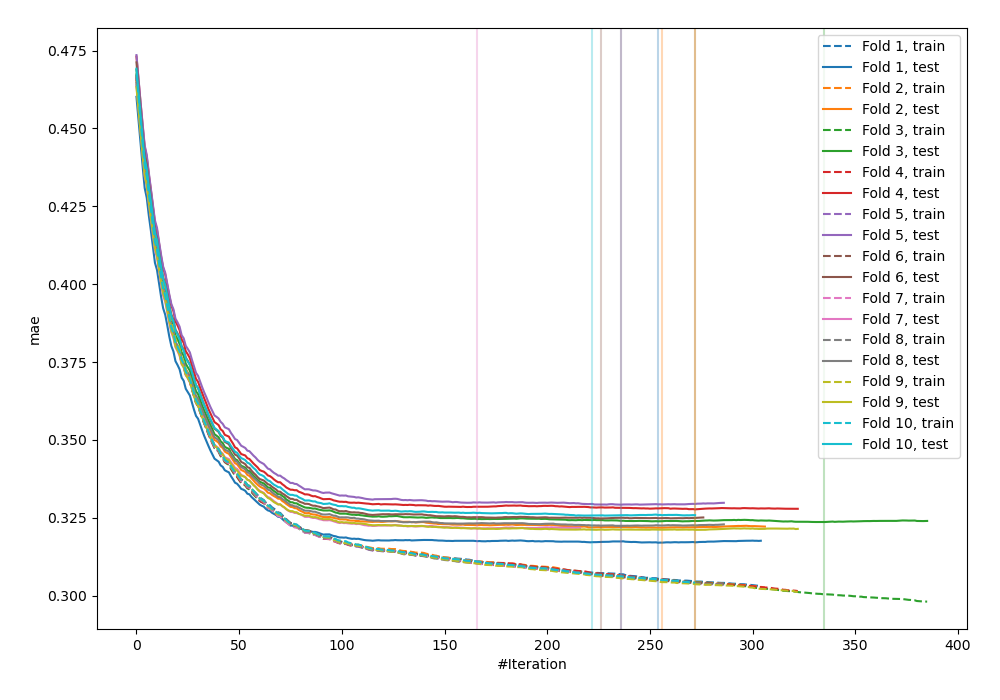 0.475
0.450
0.425
0.400
0.375
0.350
0.325
0.300
mae
0
50
100
150
200
250
300
350
400
#Iteration
Fold 1, train
Fold 1, test
Fold 2, train
Fold 2, test
Fold 3, train
Fold 3, test
Fold 4, train
Fold 4, test
Fold 5, train
Fold 5, test
Fold 6, train
Fold 6, test
Fold 7, train
Fold 7, test
Fold 8, train
Fold 8, test
Fold 9, train
Fold 9, test
Fold 10, train
Fold 10, test